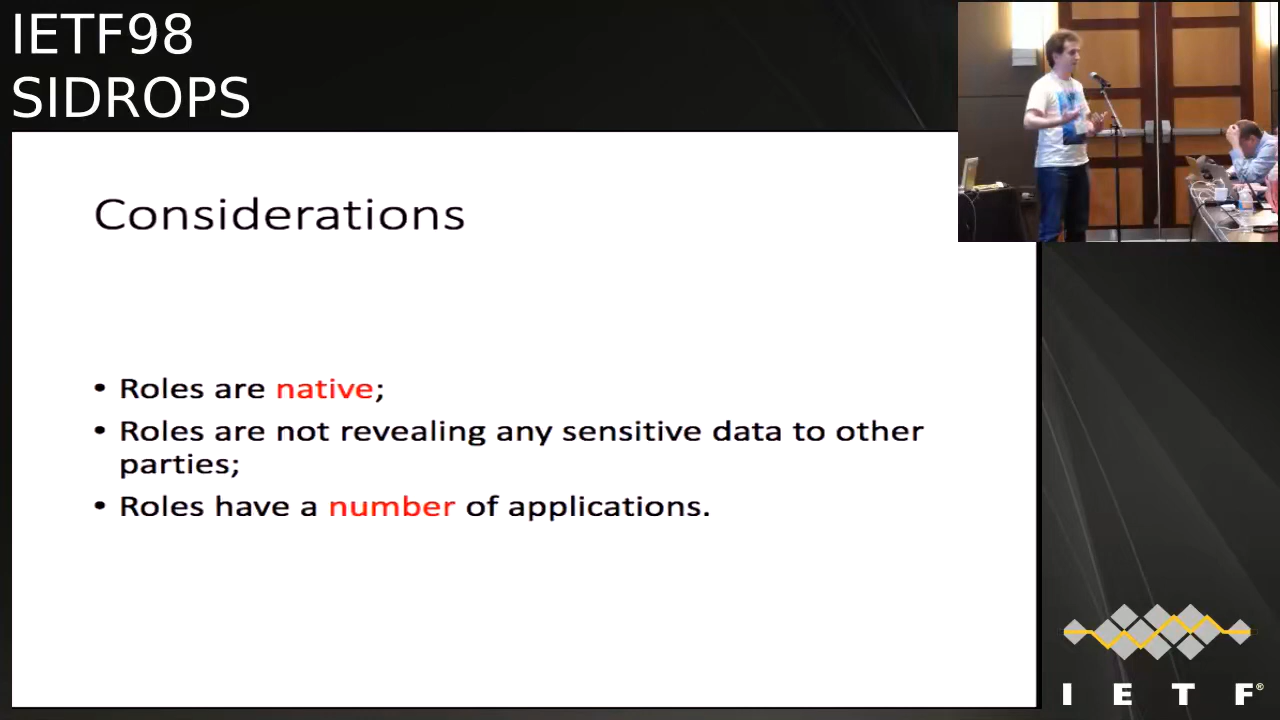 IETF98
SIDROPS
Considerations
• Roles are native;
• Roles are not revealing any sensitive data to other
parties;
• Roles have a number of applications.
I E T F®